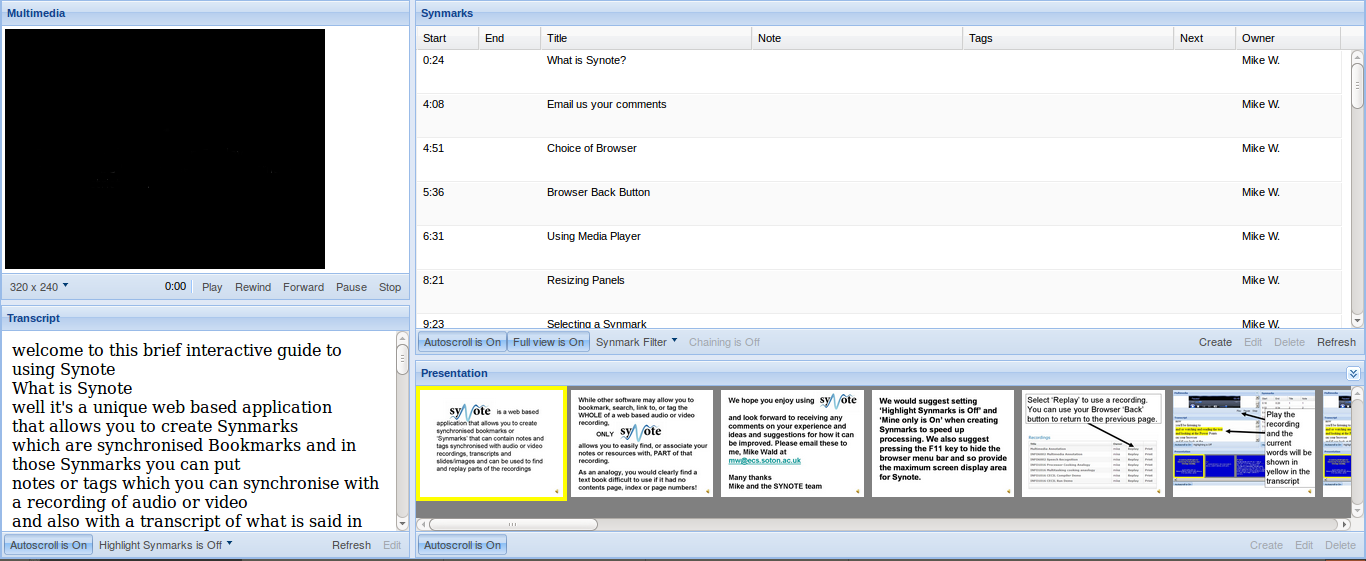 Multimedia
320 x 240
0:00
Play
Rewind
Forward
Pause
Stop
Transcript
welcome to this brief interactive guide to
using Synote
What is Synote
well it's a unique web based application
that allows you to create Synmarks
which are synchronised Bookmarks and in
those Synmarks you can put
notes or tags which you can synchronise with
a recording of audio or video
and also with a transcript of what is said in
Autoscroll is On
Highlight Synmarks is Off
Refresh
Edit
Synmarks
Start End Title Note Tags Next Owner
0:24 What is Synote? Mike W.
4:08 Email us your comments Mike W.
4:51 Choice of Browser Mike W.
5:36 Browser Back Button Mike W.
6:31 Using Media Player Mike W.
8:21 Resizing Panels Mike W.
9:23 Selecting a Synmark Mike W.
Autoscroll is On
Full view is On
Synmark Filter
Chaining is Off
Create
Edit
Delete
Refresh
Presentation
syNote is a web based
application that allows you to create
synchronised bookmarks or
'Synmarks' that can contain notes and
tags synchronised with audio or video
recordings, transcripts and
slides/images and can be used to find
and replay parts of the recordings
While other software may allow you to
bookmark, search, link to, or tag the
WHOLE of a web based audio or video
recording,
ONLY syNote
allows you to easily find, or associate your
notes or resources with, PART of that
recording.
As an analogy, you would clearly find a
text book difficult to use if it had no
contents page, index or page numbers!
We hope you enjoy using syNote
and look forward to receiving any
comments on your experience and
ideas and suggestions for how it can
be improved. Please email these to
me, Mike Wald at
mw@ecs.soton.ac.uk
Many thanks
Mike and the SYNOTE team
We would suggest setting
'Highlight Synmarks is Off' and
'Mine only is On' when creating
Synmarks to speed up
processing. We also suggest
pressing the F11 key to hide the
browser menu bar and so provide
the maximum screen display area
for Synote.
Select 'Replay' to use a recording.
You can use your Browser 'Back'
button to return to the previous page.
Recordings
Play the
recording
and the
current
words will be
shown in
yellow in the
transcript
Autoscroll is On
Create
Edit
Delete